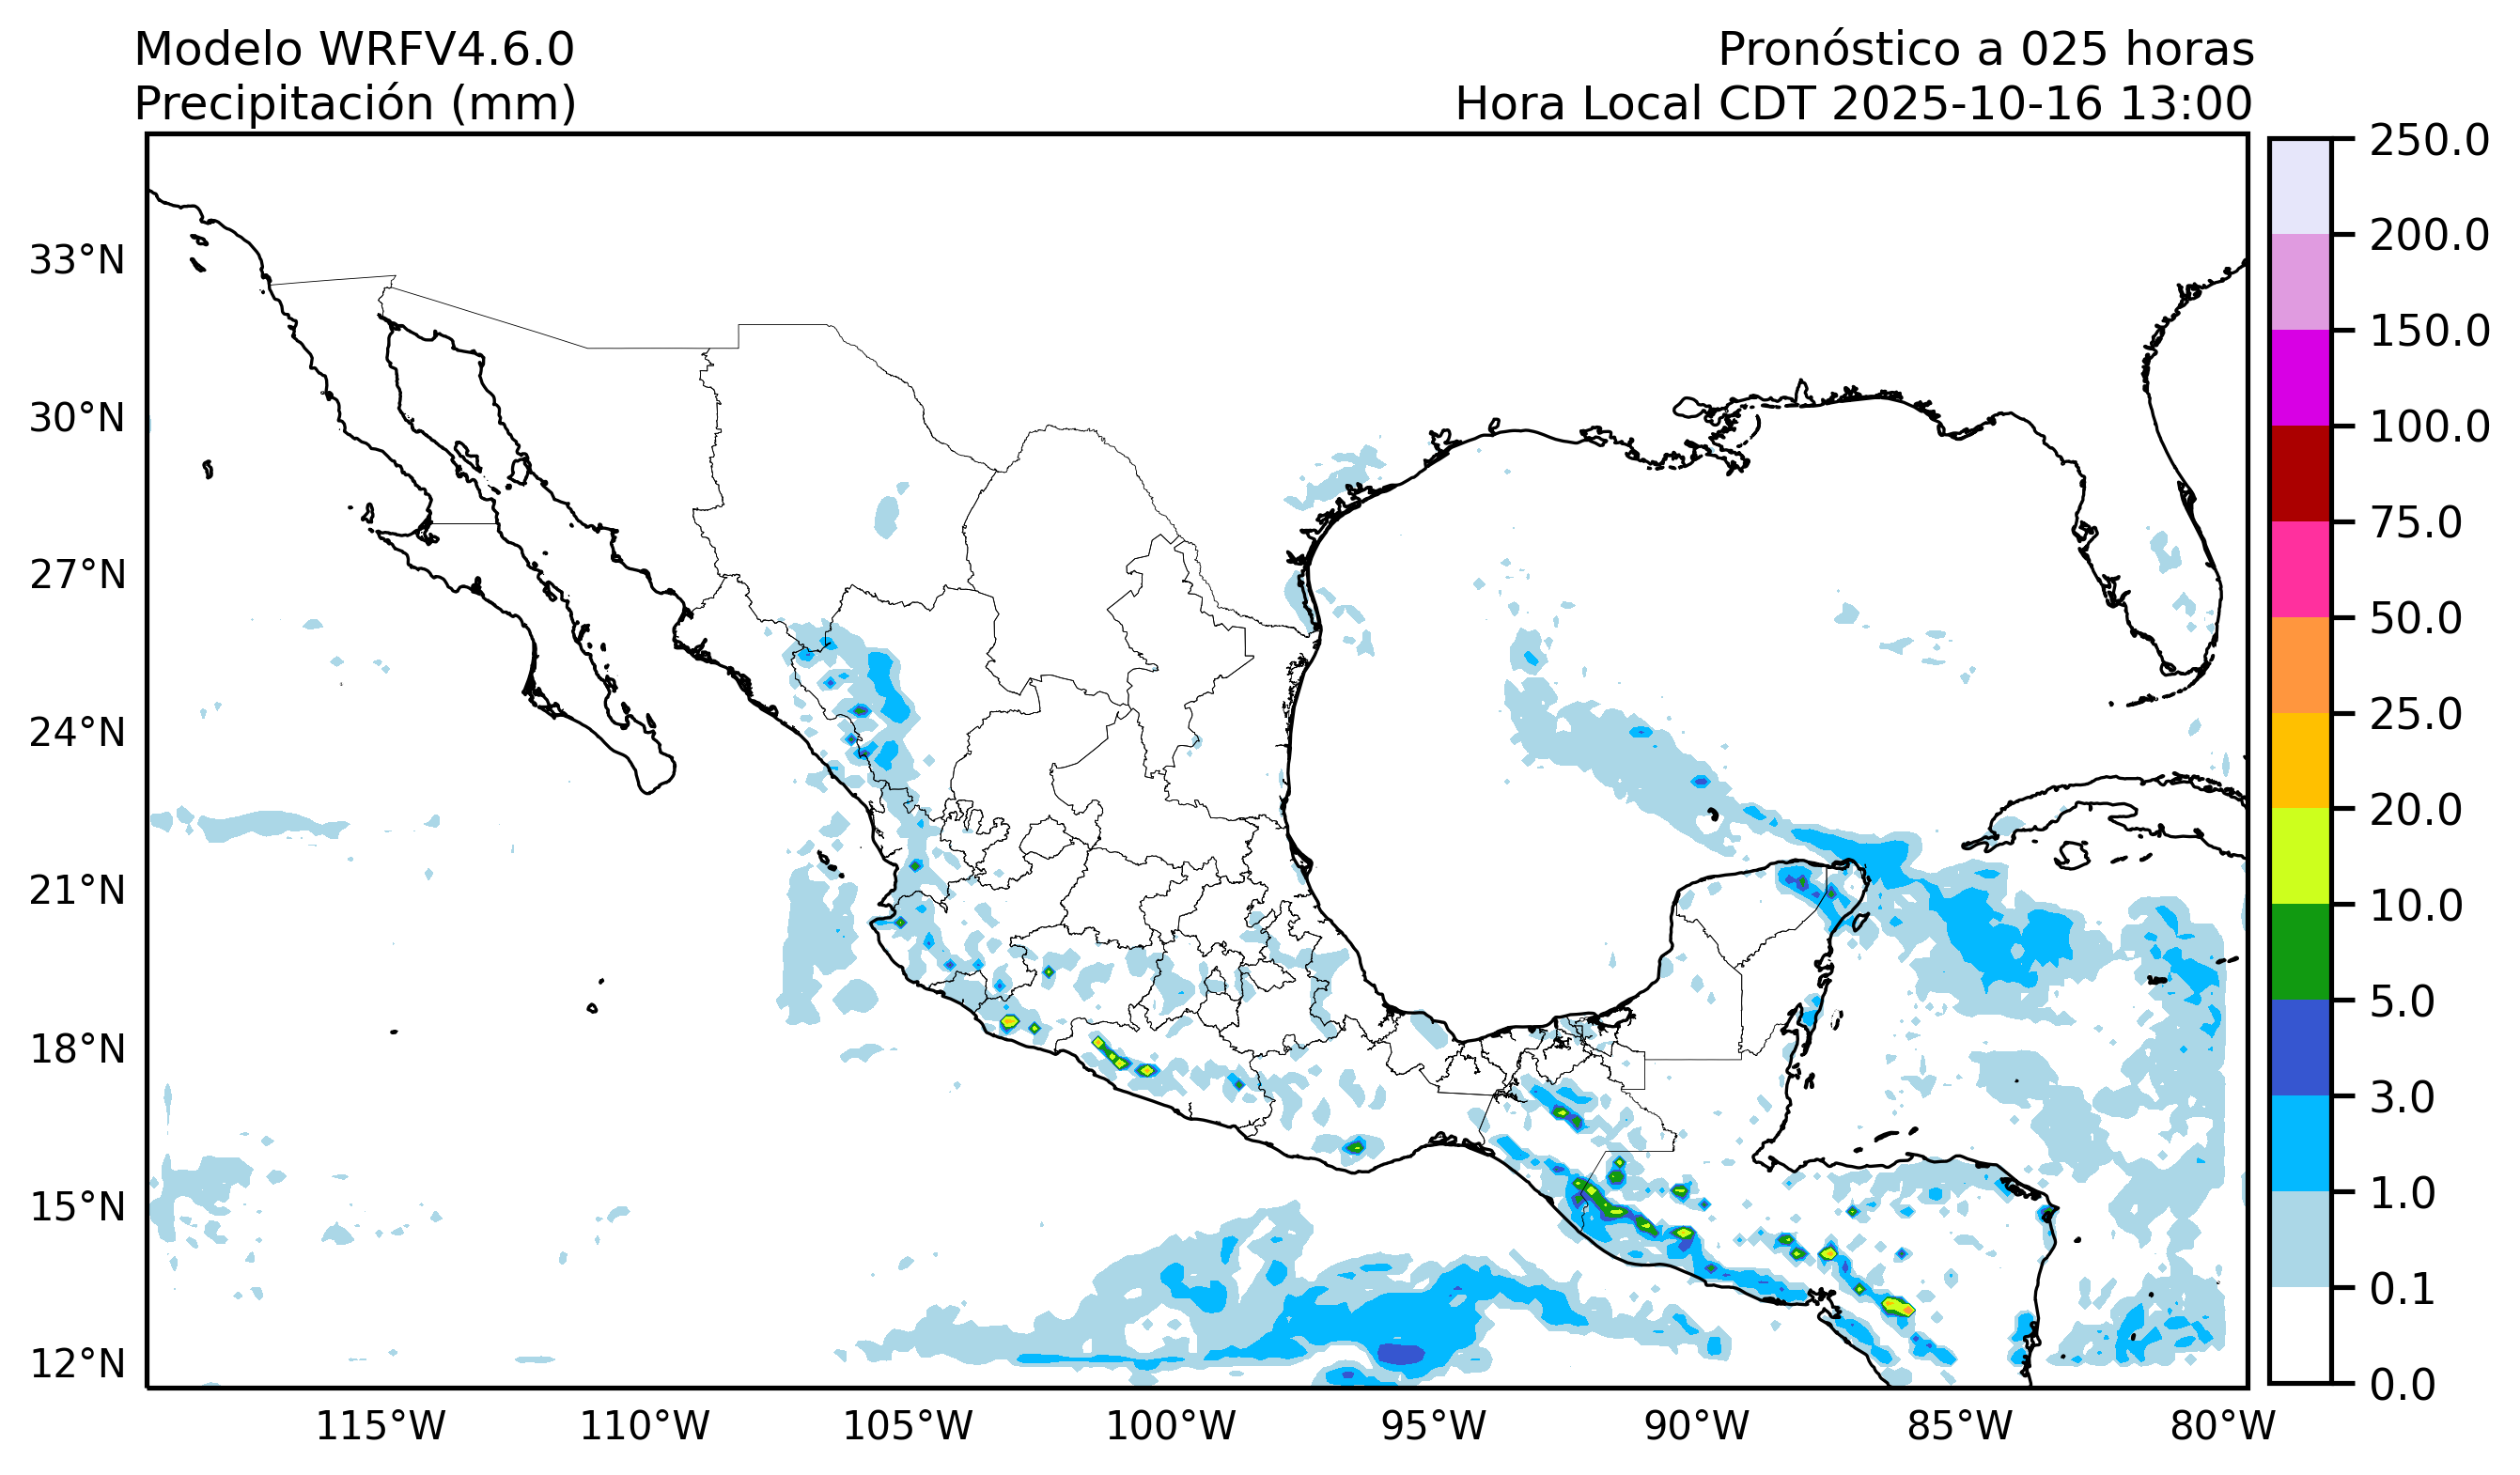 Modelo WRFV4.6.0
Precipitación (mm)
Pronóstico a 025 horas
Hora Local CDT 2025-10-16 13:00
33°N
30°N
27°N
24°N
21°N
18°N
15°N
12°N
115°W
110°W
105°W
100°W
95°W
90°W
85°W
80°W
250.0
200.0
150.0
100.0
75.0
50.0
25.0
20.0
10.0
5.0
3.0
1.0
0.1
0.0